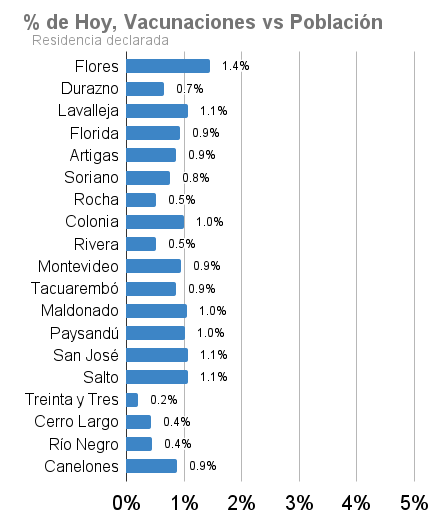 % de Hoy, Vacunaciones vs Población
Residencia declarada
Flores 1.4%
Durazno 0.7%
Lavalleja 1.1%
Florida 0.9%
Artigas 0.9%
Soriano 0.8%
Rocha 0.5%
Colonia 1.0%
Rivera 0.5%
Montevideo 0.9%
Tacuarembó 0.9%
Maldonado 1.0%
Paysandú 1.0%
San José 1.1%
Salto 1.1%
Treinta y Tres 0.2%
Cerro Largo 0.4%
Río Negro 0.4%
Canelones 0.9%
0% 1% 2% 3% 4% 5%